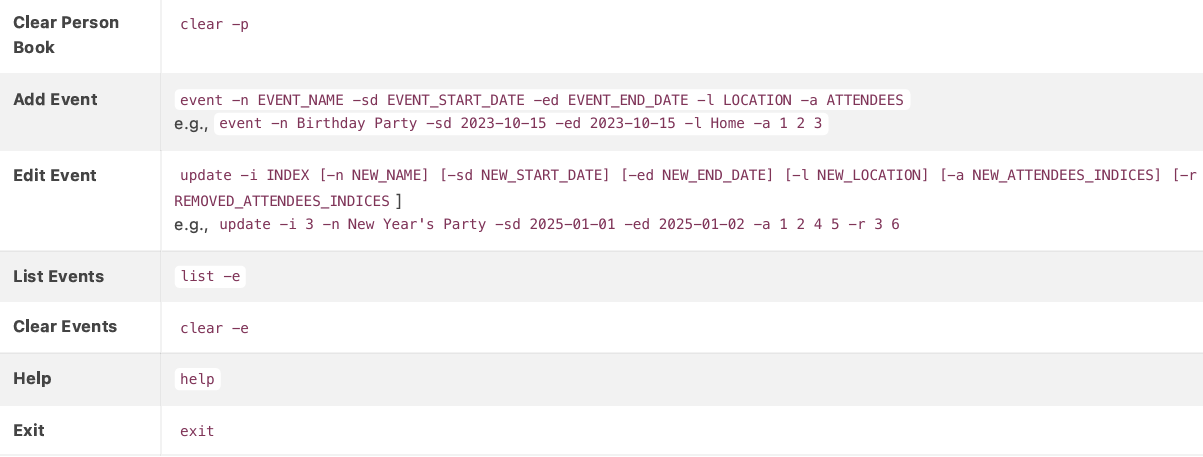 Clear Person Book
clear -p
Add Event
event -n EVENT_NAME -sd EVENT_START_DATE -ed EVENT_END_DATE -l LOCATION -a ATTENDEES
e.g., event -n Birthday Party -sd 2023-10-15 -ed 2023-10-15 -l Home -a 1 2 3
Edit Event
update -i INDEX [-n NEW_NAME] [-sd NEW_START_DATE] [-ed NEW_END_DATE] [-l NEW_LOCATION] [-a NEW_ATTENDEES_INDICES] [-r
REMOVED_ATTENDEES_INDICES ]
e.g., update -i 3 -n New Year's Party -sd 2025-01-01 -ed 2025-01-02 -a 1 2 4 5 -r 3 6
List Events
list -e
Clear Events
clear -e
Help
help
Exit
exit